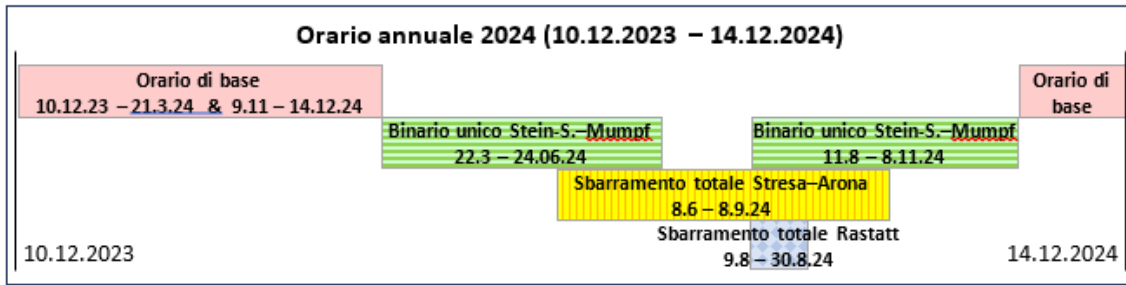 Orario annuale 2024 (10.12.2023 – 14.12.2024)
Orario di base
10.12.23 – 21.3.24 & 9.11 – 14.12.24
Orario di
base
Binario unico Stein-S.–Mumpf
22.3 – 24.06.24
Binario unico Stein-S.–Mumpf
11.8 – 8.11.24
Sbarramento totale Stresa–Arona
8.6 – 8.9.24
Sbarramento totale Rastatt
9.8 – 30.8.24
10.12.2023
14.12.2024